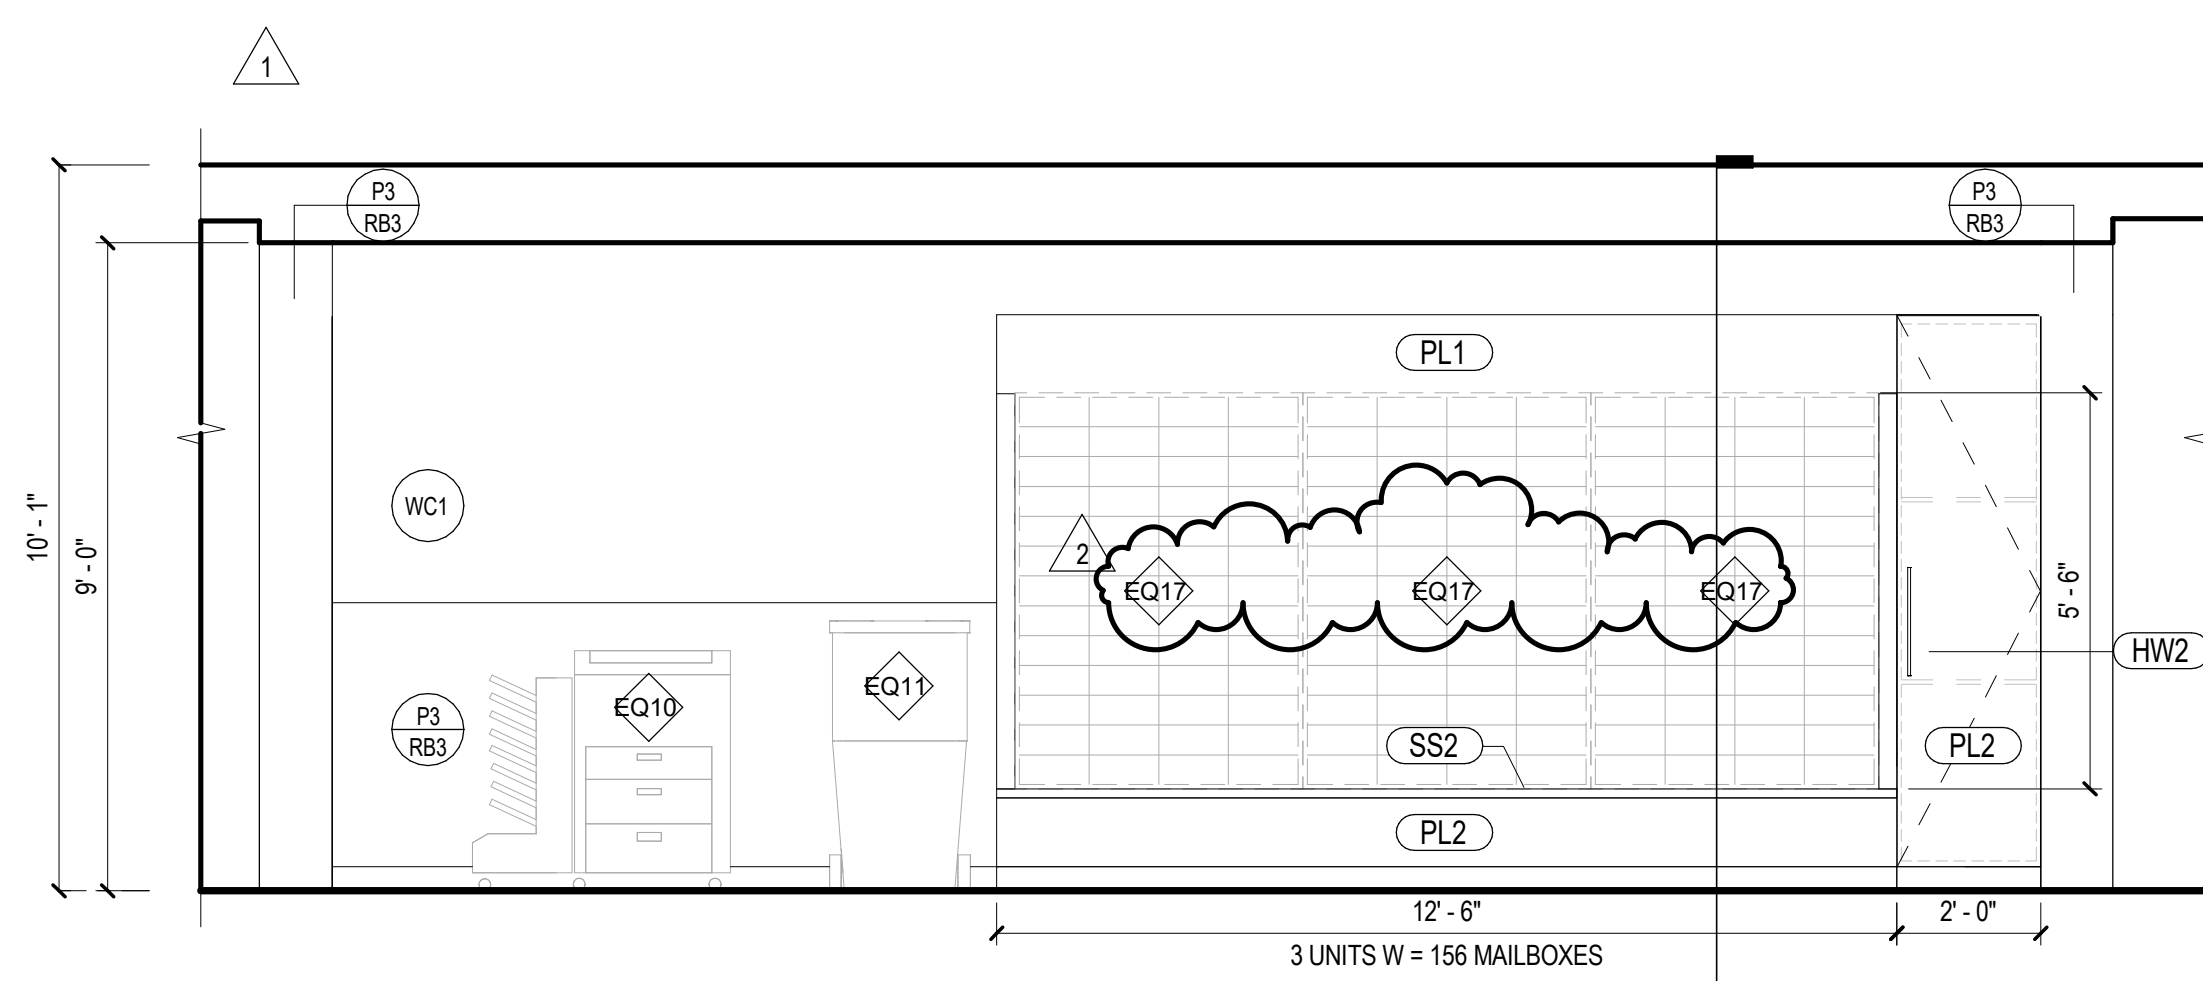 1
P3
RB3
P3
RB3
PL1
10' - 1"
9' - 0"
WC1
2
EQ17
EQ17
EQ17
5' - 6"
HW2
EQ10
EQ11
P3
RB3
SS2
PL2
PL2
12' - 6"
2' - 0"
3 UNITS W = 156 MAILBOXES